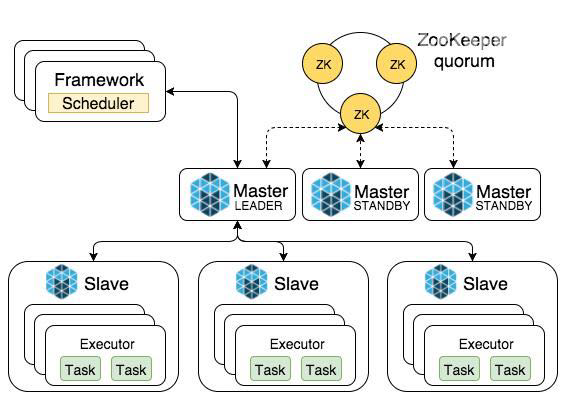 ZooKeeper
quorum
ZK
ZK
ZK
Framework
Scheduler
Master
LEADER
Master
STANDBY
Master
STANDBY
Slave
Executor
Task
Task
Slave
Executor
Task
Task
Slave
Executor
Task
Task